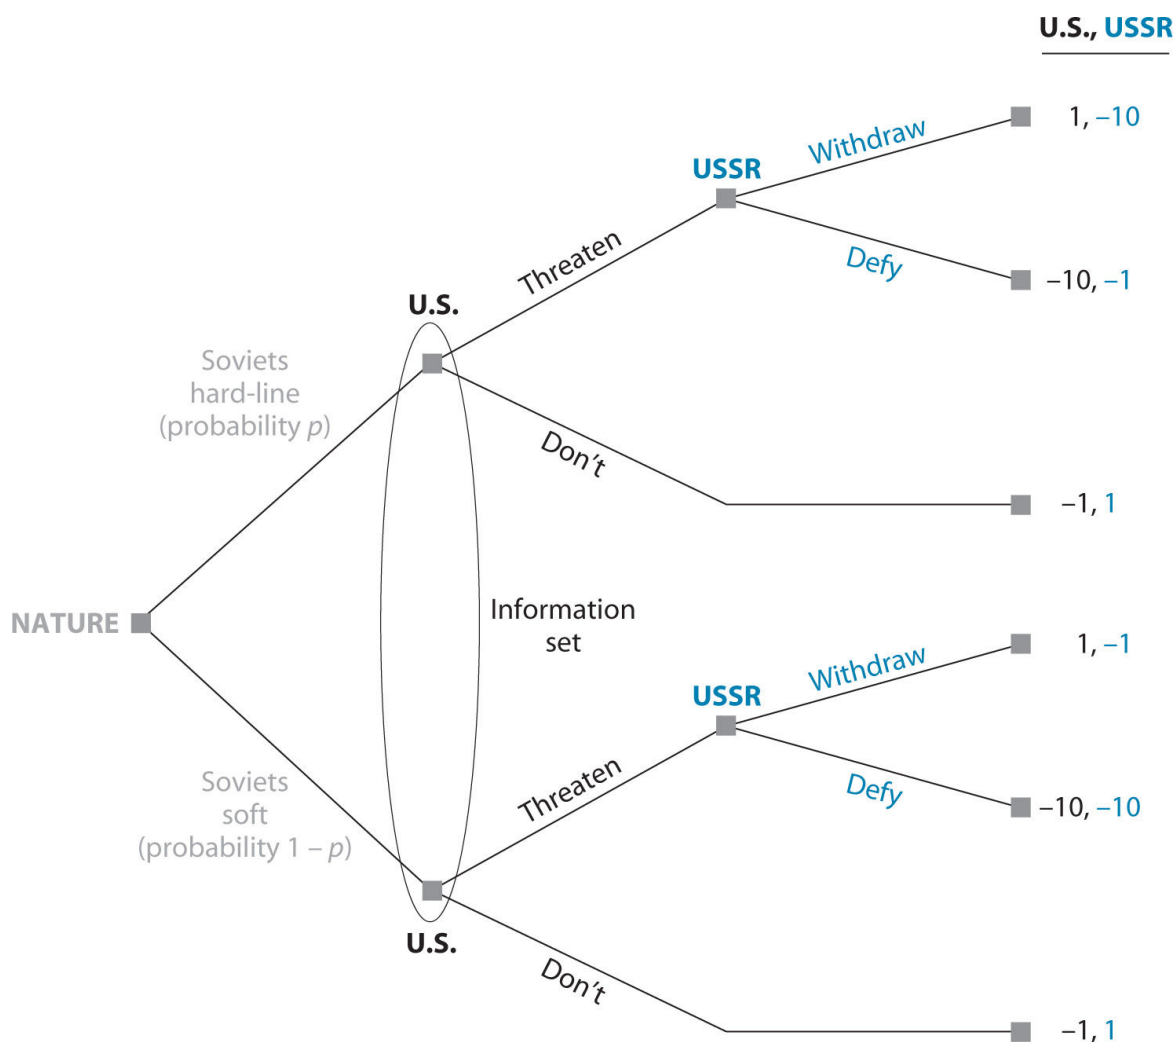 U.S., USSR
1, –10
Withdraw
USSR
Defy
Threaten
–10, –1
U.S.
Soviets
hard-line
(probability p)
Don’t
–1, 1
NATURE
Information
set
1, –1
Withdraw
USSR
Defy
Threaten
–10, –10
Soviets
soft
(probability 1 – p)
U.S.
Don’t
–1, 1